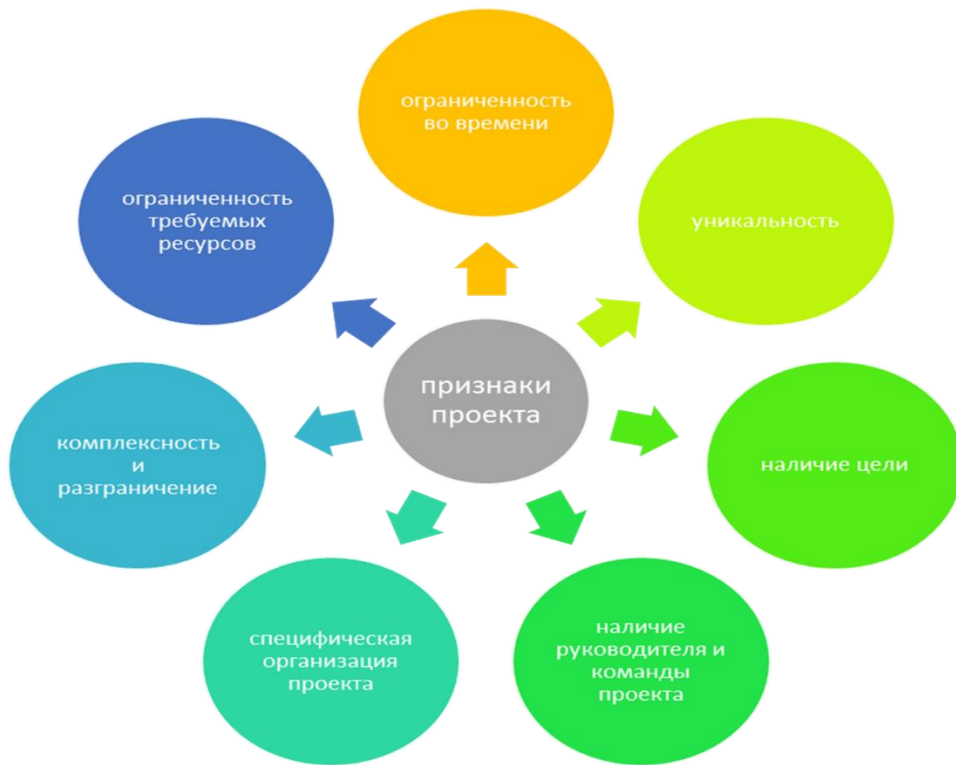 ограниченность
во времени
уникальность
наличие цели
наличие
руководителя и
команды
проекта
специфическая
организация
проекта
комплексность
и
разграничение
ограниченность
требуемых
ресурсов
признаки
проекта